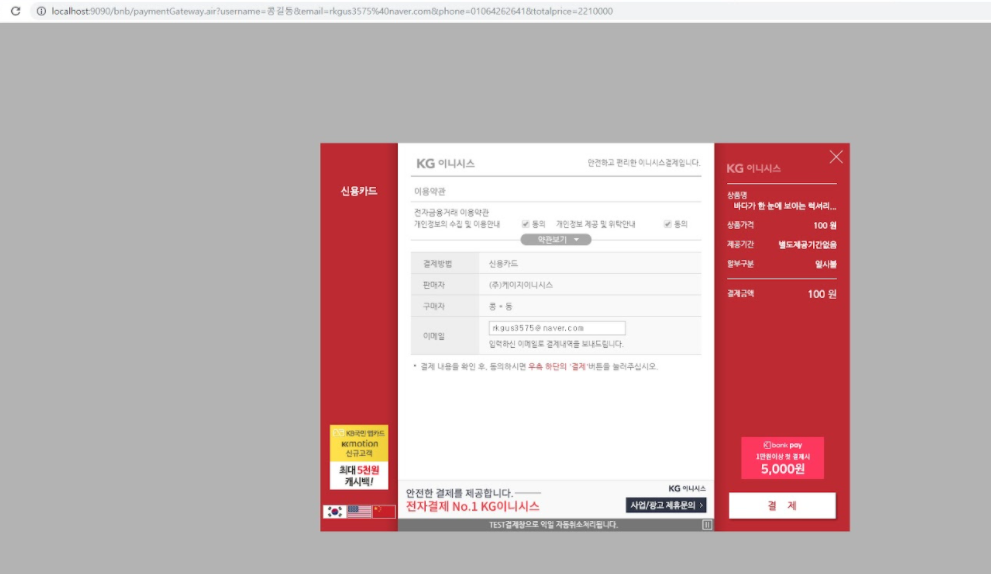 localhost:9090/bnb/paymentGateway.air?username=콩길동&email=rkgus3575%40naver.com&phone=01064262641&totalprice=2210000
신용카드
KB국민 앱카드
motion
신규고객
최대 5천원
캐시백!
KG 이니시스
안전하고 편리한 이니시스결제입니다.
이용약관
전자금융거래 이용약관
개인정보의 수집 및 이용안내 동의 개인정보 제공 및 위탁안내 동의
약관보기
결제방법 신용카드
판매자 (주)케이지이니시스
구매자 콩 * 동
이메일 rkgus3575@naver.com
입력하신 이메일로 결제내역을 보내드립니다.
* 결제 내용을 확인 후, 동의하시면 우측 하단의 '결제'버튼을 눌러주십시오.
안전한 결제를 제공합니다.
전자결제 No.1 KG이니시스
KG 이니시스
사업/광고 제휴문의 >
TEST결제창으로 익일 자동취소처리됩니다.
KG 이니시스
상품명
바다가 한 눈에 보이는 럭셔리...
상품가격 100 원
제공기간 별도제공기간없음
할부구분 일시불
결제금액 100 원
bank pay
1만원이상 첫 결제시
5,000원
결 제